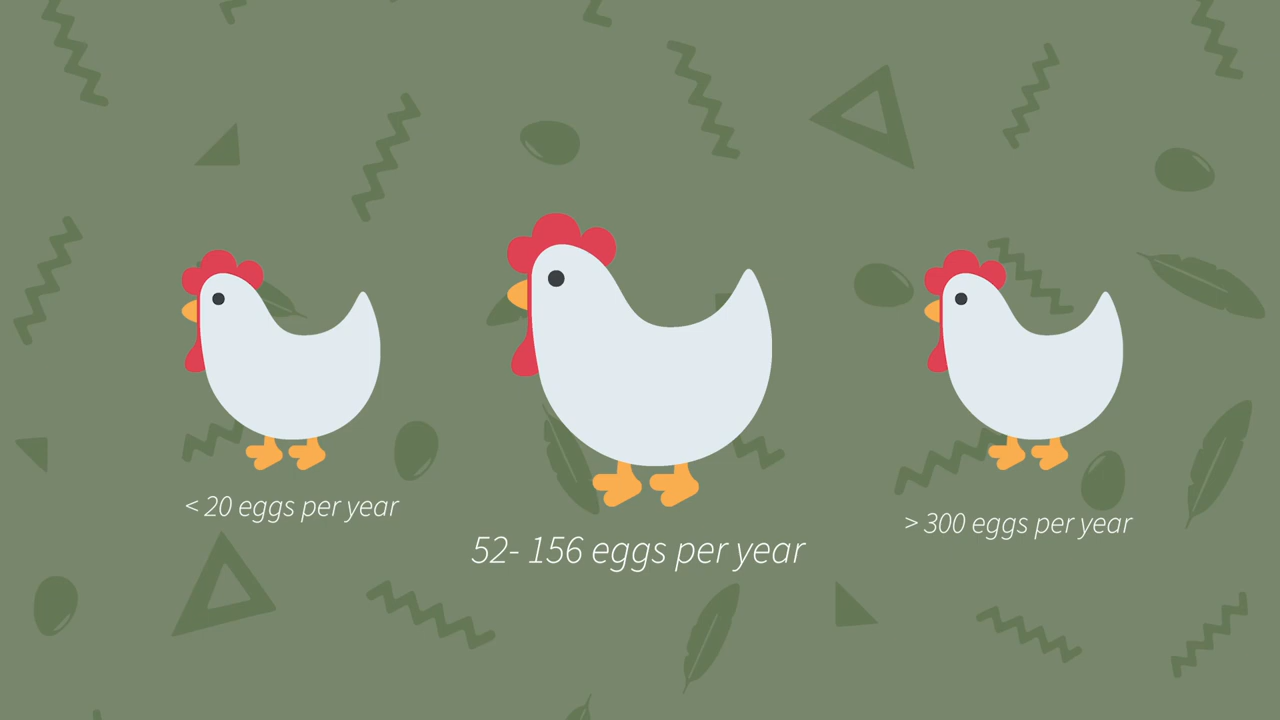 < 20 eggs per year
52- 156 eggs per year
> 300 eggs per year